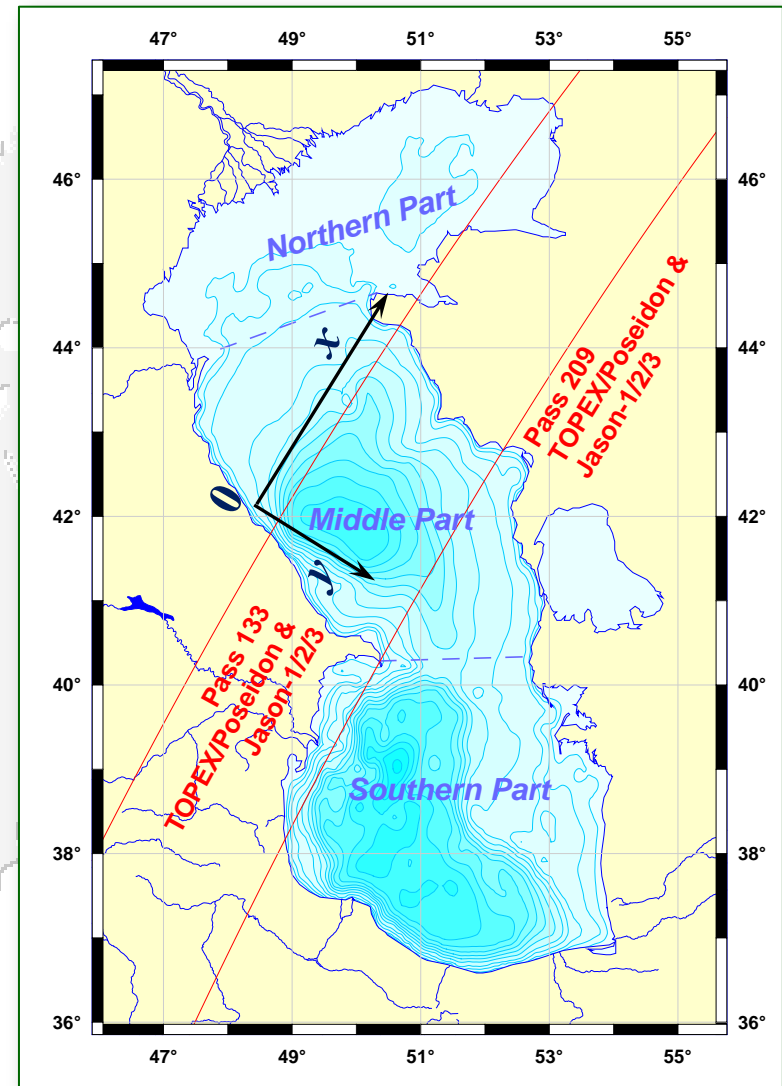 47° 49° 51° 53° 55°
46° 46°
Northern Part
x
44° 44°
Pass 209
TOPEX/Poseidon &
Jason-1/2/3
0
42° 42°
Middle Part
y
Pass 133
TOPEX/Poseidon &
Jason-1/2/3
40° 40°
Southern Part
38° 38°
36° 36°
47° 49° 51° 53° 55°